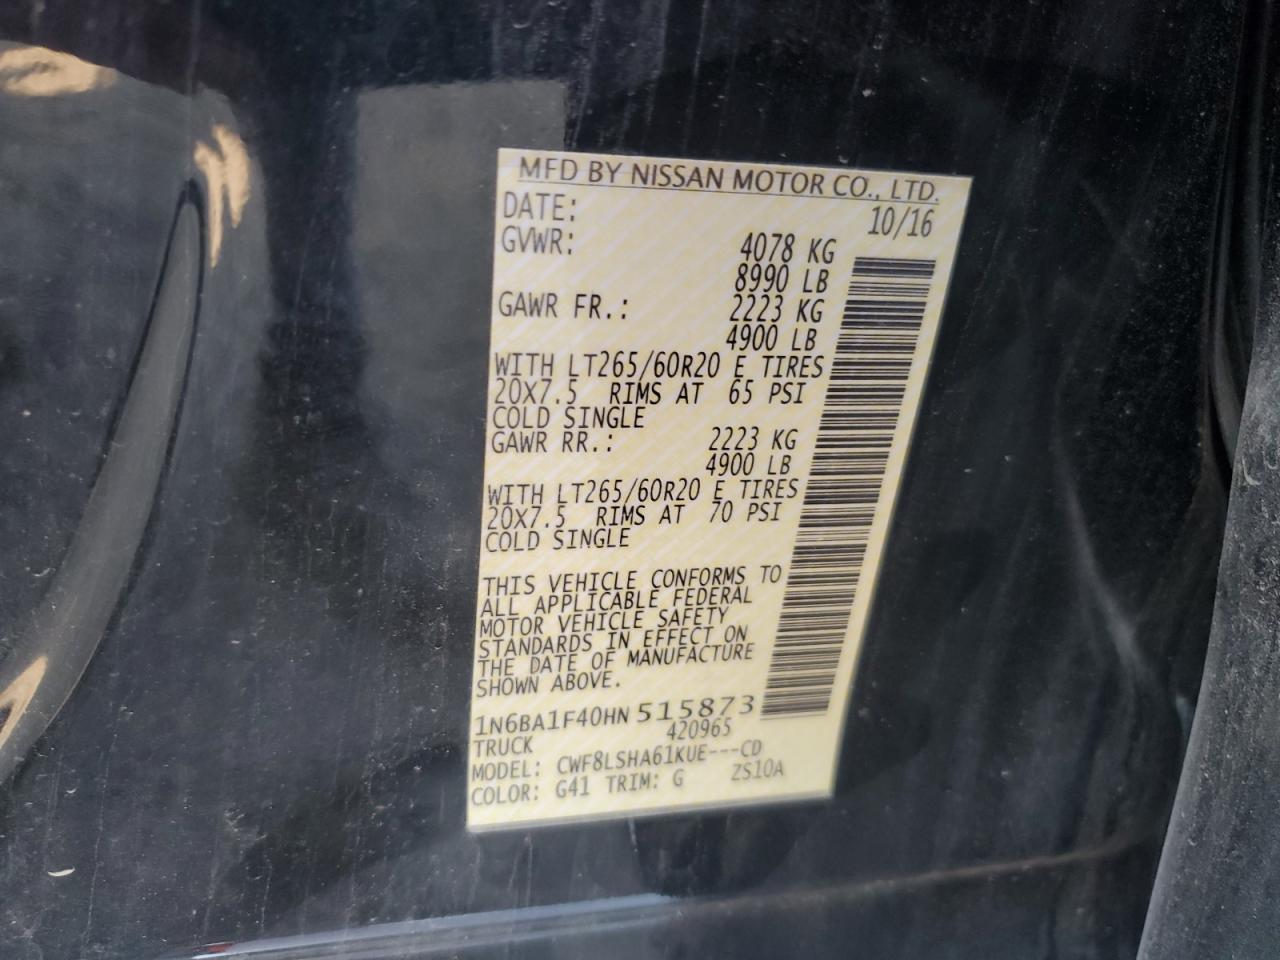 MFD BY NISSAN MOTOR CO., LTD.
DATE: 10/16
GVWR: 4078 KG
8990 LB
GAWR FR.: 2223 KG
4900 LB
WITH LT265/60R20 E TIRES
20X7.5 RIMS AT 65 PSI
COLD SINGLE
GAWR RR.: 2223 KG
4900 LB
WITH LT265/60R20 E TIRES
20X7.5 RIMS AT 70 PSI
COLD SINGLE
THIS VEHICLE CONFORMS TO
ALL APPLICABLE FEDERAL
MOTOR VEHICLE SAFETY
STANDARDS IN EFFECT ON
THE DATE OF MANUFACTURE
SHOWN ABOVE.
1N6BA1F40HN515873
TRUCK 420965
MODEL: CWF8LSHA61KUE---CD
COLOR: G41 TRIM: G ZS10A